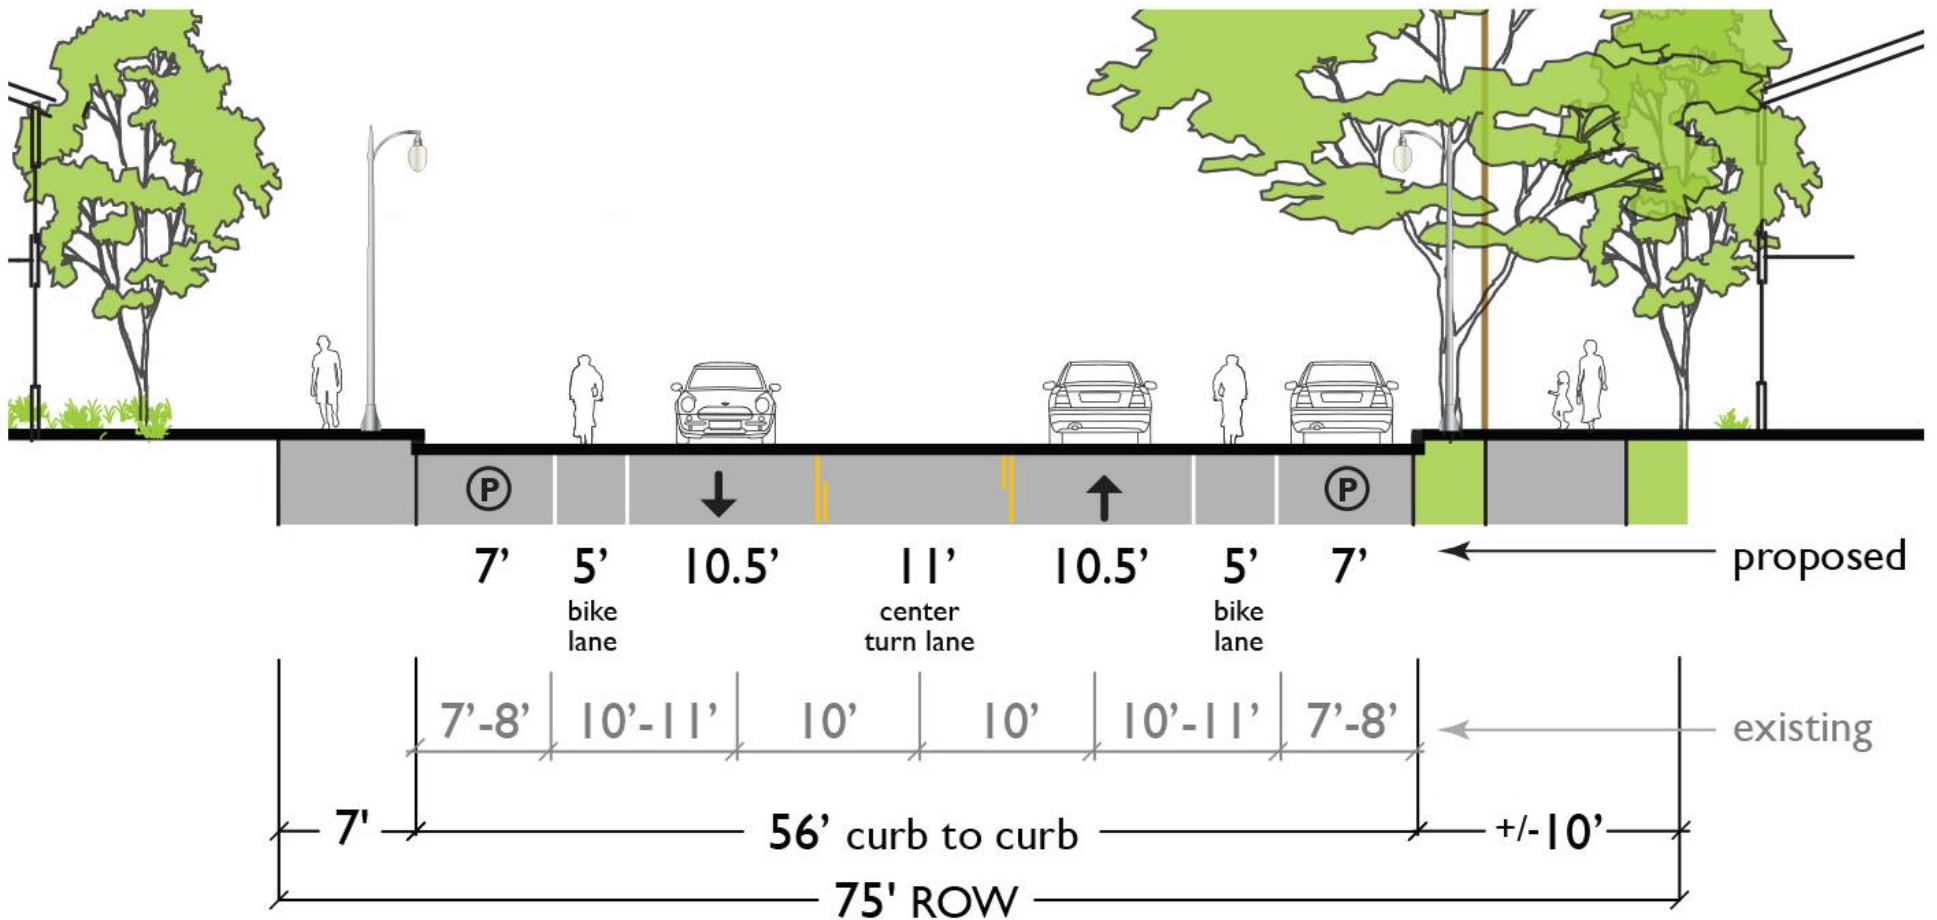 P P
7’ 5’ 10.5’ 11’ 10.5’ 5’ 7’ proposed
bike center bike
lane turn lane lane
7’-8’ 10’-11’ 10’ 10’ 10’-11’ 7’-8’ existing
7' 56’ curb to curb +/-10’
75' ROW